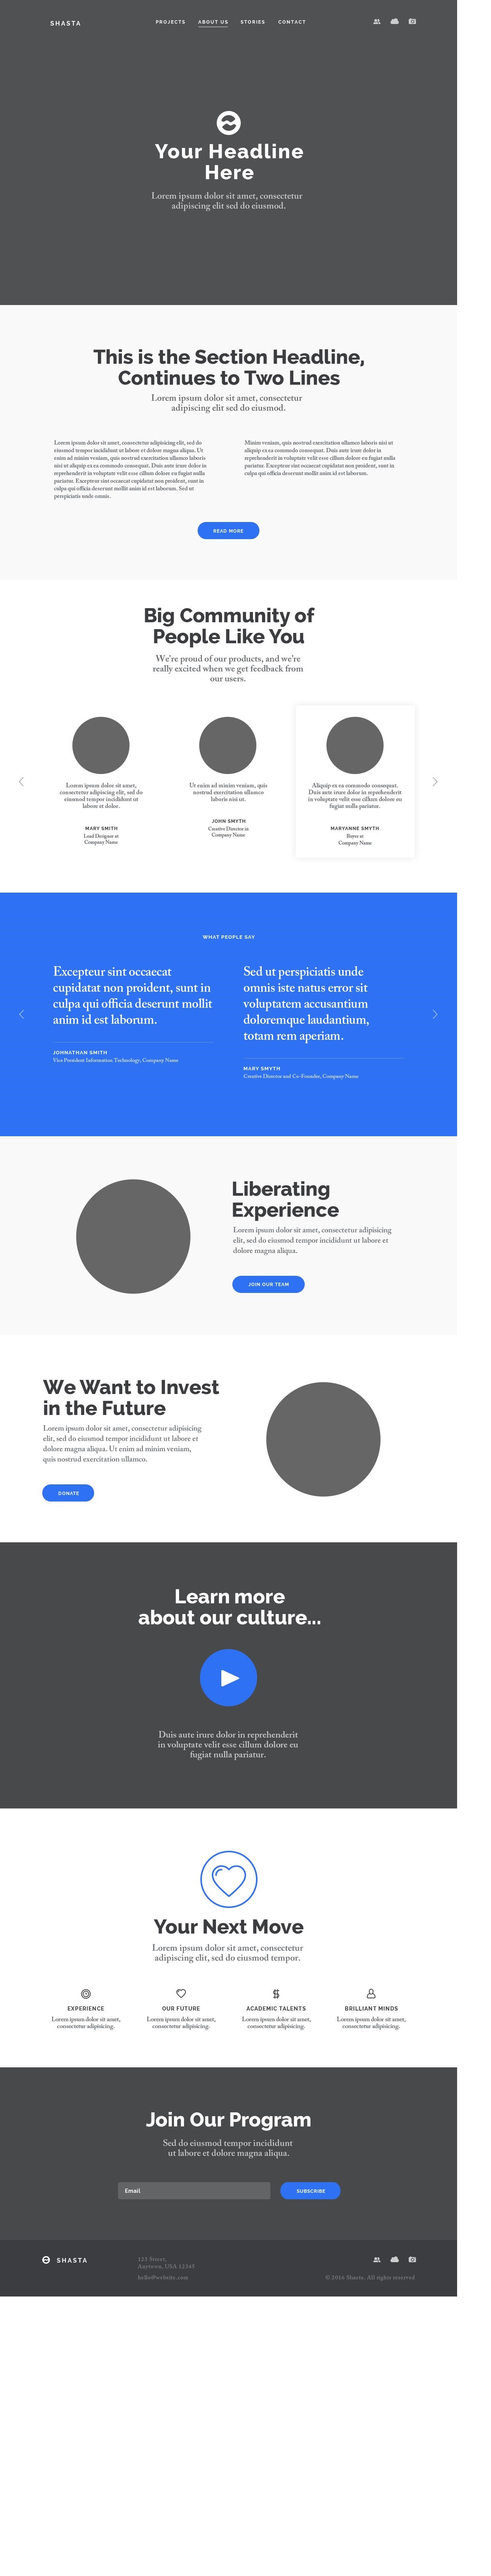 SHASTA
PROJECTS ABOUT US STORIES CONTACT
Your Headline
Here
Lorem ipsum dolor sit amet, consectetur
adipiscing elit sed do eiusmod.
This is the Section Headline,
Continues to Two Lines
Lorem ipsum dolor sit amet, consectetur
adipiscing elit sed do eiusmod.
Lorem ipsum dolor sit amet, consectetur adipiscing elit, sed do
eiusmod tempor incididunt ut labore et dolore magna aliqua. Ut
enim ad minim veniam, quis nostrud exercitation ullamco laboris
nisi ut aliquip ex ea commodo consequat. Duis aute irure dolor in
reprehenderit in voluptate velit esse cillum dolore eu fugiat nulla
pariatur. Excepteur sint occaecat cupidatat non proident, sunt in
culpa qui officia deserunt mollit anim id est laborum. Sed ut
perspiciatis unde omnis.
Minim veniam, quis nostrud exercitation ullamco laboris nisi ut
aliquip ex ea commodo consequat. Duis aute irure dolor in
reprehenderit in voluptate velit esse cillum dolore eu fugiat nulla
pariatur. Excepteur sint occaecat cupidatat non proident, sunt in
culpa qui officia deserunt mollit anim id est laborum.
READ MORE
Big Community of
People Like You
We're proud of our products, and we're
really excited when we get feedback from
our users.
Lorem ipsum dolor sit amet,
consectetur adipiscing elit, sed do
eiusmod tempor incididunt ut
labore et dolor.
MARY SMITH
Lead Designer at
Company Name
Ut enim ad minim veniam, quis
nostrud exercitation ullamco
laboris nisi ut.
JOHN SMYTH
Creative Director in
Company Name
Aliquip ex ea commodo consequat.
Duis aute irure dolor in reprehenderit
in voluptate velit esse cillum dolore eu
fugiat nulla pariatur.
MARYANNE SMYTH
Buyer at
Company Name
WHAT PEOPLE SAY
Excepteur sint occaecat
cupidatat non proident, sunt in
culpa qui officia deserunt mollit
anim id est laborum.
JOHNATHAN SMITH
Vice President Information Technology, Company Name
Sed ut perspiciatis unde
omnis iste natus error sit
voluptatem accusantium
doloremque laudantium,
totam rem aperiam.
MARY SMYTH
Creative Director and Co-Founder, Company Name
Liberating
Experience
Lorem ipsum dolor sit amet, consectetur adipiscing
elit, sed do eiusmod tempor incididunt ut labore et
dolore magna aliqua.
JOIN OUR TEAM
We Want to Invest
in the Future
Lorem ipsum dolor sit amet, consectetur adipiscing
elit, sed do eiusmod tempor incididunt ut labore et
dolore magna aliqua. Ut enim ad minim veniam,
quis nostrud exercitation ullamco.
DONATE
Learn more
about our culture...
Duis aute irure dolor in reprehenderit
in voluptate velit esse cillum dolore eu
fugiat nulla pariatur.
Your Next Move
Lorem ipsum dolor sit amet, consectetur
adipiscing elit, sed do eiusmod tempor.
EXPERIENCE
Lorem ipsum dolor sit amet,
consectetur adipisicing.
OUR FUTURE
Lorem ipsum dolor sit amet,
consectetur adipisicing.
ACADEMIC TALENTS
Lorem ipsum dolor sit amet,
consectetur adipisicing.
BRILLIANT MINDS
Lorem ipsum dolor sit amet,
consectetur adipisicing.
Join Our Program
Sed do eiusmod tempor incididunt
ut labore et dolore magna aliqua.
Email
SUBSCRIBE
SHASTA
123 Street,
Anytown, USA 12345
hello@website.com
© 2016 Shasta. All rights reserved